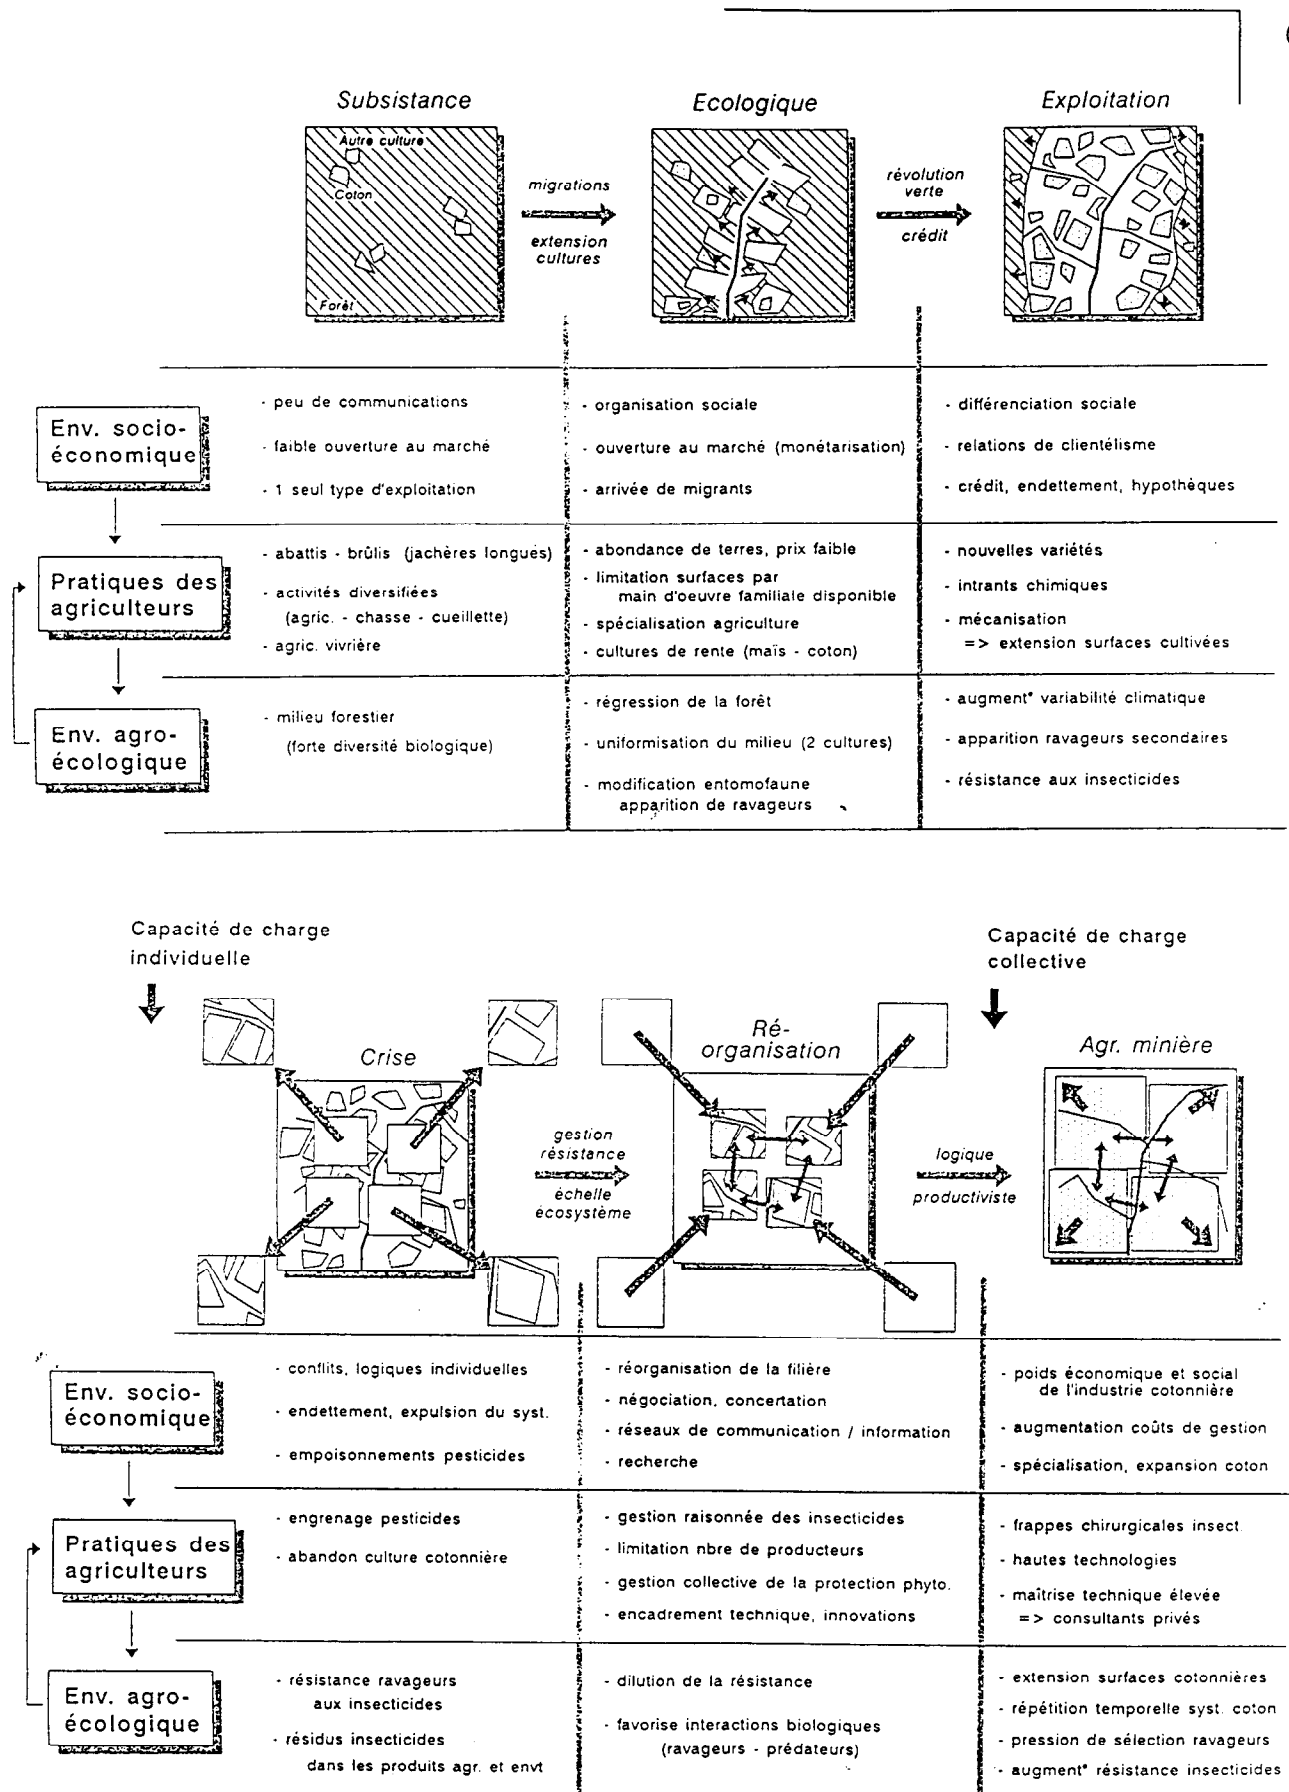 Subsistance
Ecologique
Exploitation
Autre culture
Coton
Forêt
migrations
extension
cultures
révolution
verte
crédit
Env. socio-
économique
- peu de communications
- faible ouverture au marché
- 1 seul type d'exploitation
- organisation sociale
- ouverture au marché (monétarisation)
- arrivée de migrants
- différenciation sociale
- relations de clientélisme
- crédit, endettement, hypothèques
Pratiques des
agriculteurs
- abattis - brûlis (jachères longues)
- activités diversifiées
(agric. - chasse - cueillette)
- agric. vivrière
- abondance de terres, prix faible
- limitation surfaces par
main d'oeuvre familiale disponible
- spécialisation agriculture
- cultures de rente (maïs - coton)
- nouvelles variétés
- intrants chimiques
- mécanisation
=> extension surfaces cultivées
Env. agro-
écologique
- milieu forestier
(forte diversité biologique)
- régression de la forêt
- uniformisation du milieu (2 cultures)
- modification entomofaune
apparition de ravageurs
- augment° variabilité climatique
- apparition ravageurs secondaires
- résistance aux insecticides
Capacité de charge
individuelle
Capacité de charge
collective
Crise
Ré-
organisation
Agr. minière
gestion
résistance
échelle
écosystème
logique
productiviste
Env. socio-
économique
- conflits, logiques individuelles
- endettement, expulsion du syst.
- empoisonnements pesticides
- réorganisation de la filière
- négociation, concertation
- réseaux de communication / information
- recherche
- poids économique et social
de l'industrie cotonnière
- augmentation coûts de gestion
- spécialisation, expansion coton
Pratiques des
agriculteurs
- engrenage pesticides
- abandon culture cotonnière
- gestion raisonnée des insecticides
- limitation nbre de producteurs
- gestion collective de la protection phyto.
- encadrement technique, innovations
- frappes chirurgicales insect.
- hautes technologies
- maîtrise technique élevée
=> consultants privés
Env. agro-
écologique
- résistance ravageurs
aux insecticides
- résidus insecticides
dans les produits agr. et envt
- dilution de la résistance
- favorise interactions biologiques
(ravageurs - prédateurs)
- extension surfaces cotonnières
- répétition temporelle syst. coton
- pression de sélection ravageurs
- augment° résistance insecticides